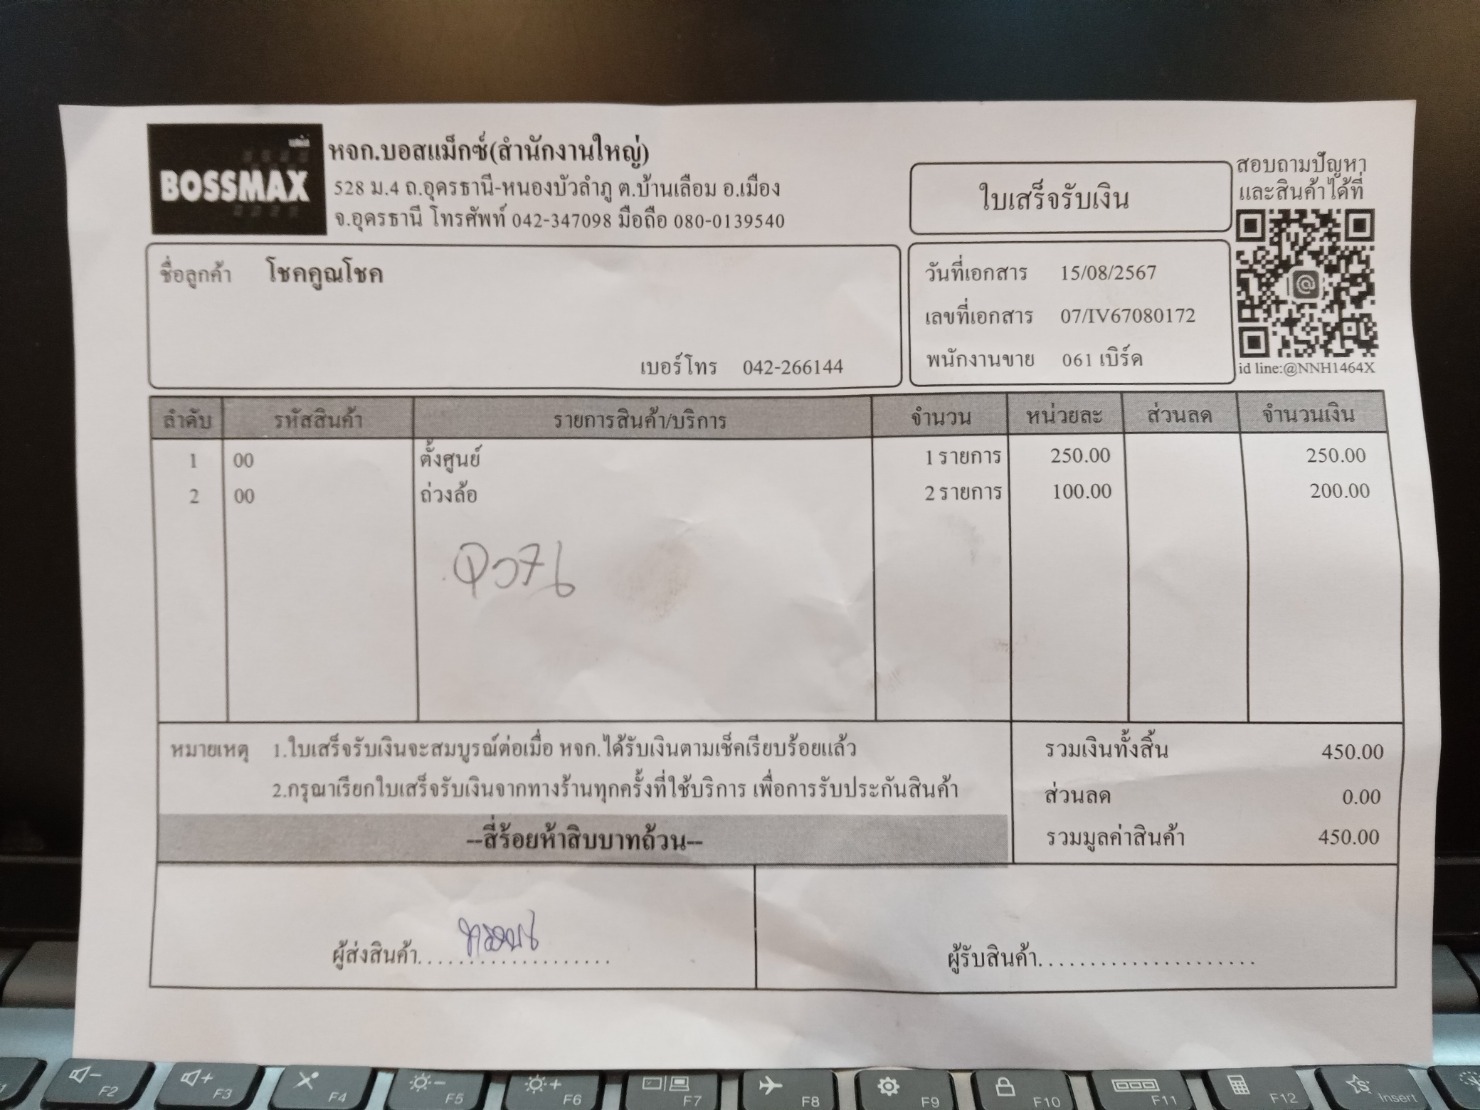 BOSSMAX
หจก.บอสแม็กซ์(สำนักงานใหญ่)
528 ม.4 ถ.อุดรธานี-หนองบัวลำภู ต.บ้านเลื่อม อ.เมือง
จ.อุดรธานี โทรศัพท์ 042-347098 มือถือ 080-0139540
ใบเสร็จรับเงิน
สอบถามปัญหา
และสินค้าได้ที่
id line:@NNH1464X
ชื่อลูกค้า โชคคูณโชค
เบอร์โทร 042-266144
วันที่เอกสาร 15/08/2567
เลขที่เอกสาร 07/IV67080172
พนักงานขาย 061 เบิร์ด
ลำดับ รหัสสินค้า รายการสินค้า/บริการ จำนวน หน่วยละ ส่วนลด จำนวนเงิน
1 00 ตั้งศูนย์ 1 รายการ 250.00 250.00
2 00 ถ่วงล้อ 2 รายการ 100.00 200.00
หมายเหตุ 1.ใบเสร็จรับเงินจะสมบูรณ์ต่อเมื่อ หจก.ได้รับเงินตามเช็คเรียบร้อยแล้ว
2.กรุณาเรียกใบเสร็จรับเงินจากทางร้านทุกครั้งที่ใช้บริการ เพื่อการรับประกันสินค้า
--สี่ร้อยห้าสิบบาทถ้วน--
รวมเงินทั้งสิ้น 450.00
ส่วนลด 0.00
รวมมูลค่าสินค้า 450.00
ผู้ส่งสินค้า....................
ผู้รับสินค้า......................
F2 F3 F4 F5 F6 F7 F8 F9 F10 F11 F12 Insert